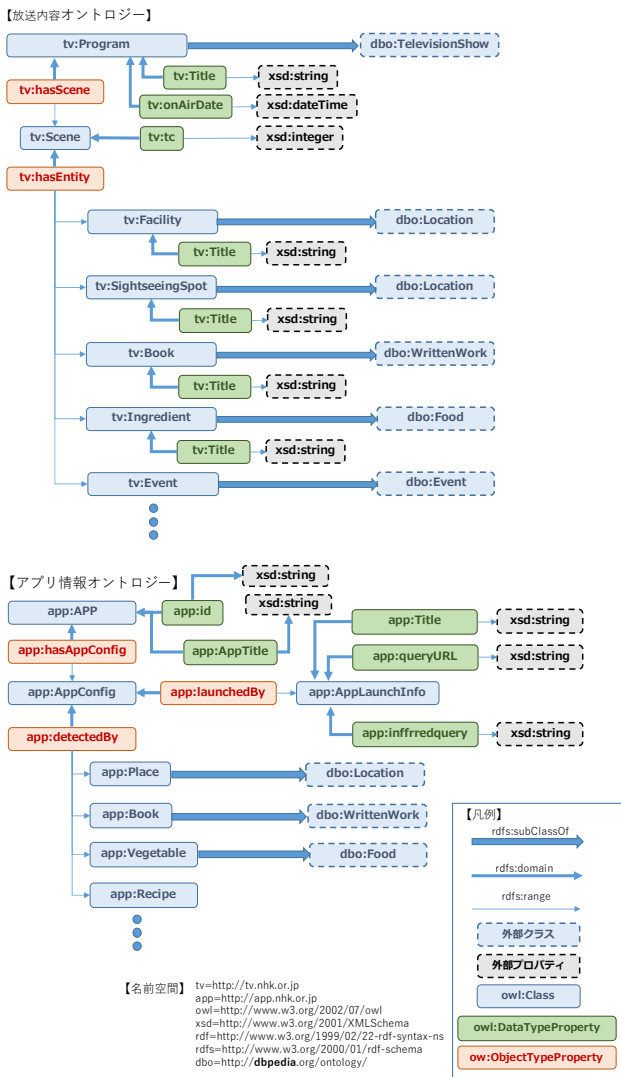 【放送内容オントロジー】
tv:Program
dbo:TelevisionShow
tv:Title
xsd:string
tv:hasScene
tv:onAirDate
xsd:dateTime
tv:Scene
tv:tc
xsd:integer
tv:hasEntity
tv:Facility
dbo:Location
tv:Title
xsd:string
tv:SightseeingSpot
dbo:Location
tv:Title
xsd:string
tv:Book
dbo:WrittenWork
tv:Title
xsd:string
tv:Ingredient
dbo:Food
tv:Title
xsd:string
tv:Event
dbo:Event
【アプリ情報オントロジー】
xsd:string
xsd:string
app:APP
app:id
app:Title
xsd:string
app:hasAppConfig
app:AppTitle
app:queryURL
xsd:string
app:AppConfig
app:launchedBy
app:AppLaunchInfo
app:detectedBy
app:inffrredquery
xsd:string
app:Place
dbo:Location
app:Book
dbo:WrittenWork
app:Vegetable
dbo:Food
app:Recipe
【凡例】
rdfs:subClassOf
rdfs:domain
rdfs:range
外部クラス
外部プロパティ
owl:Class
owl:DataTypeProperty
ow:ObjectTypeProperty
【名前空間】 tv=http://tv.nhk.or.jp
app=http://app.nhk.or.jp
owl=http://www.w3.org/2002/07/owl
xsd=http://www.w3.org/2001/XMLSchema
rdf=http://www.w3.org/1999/02/22-rdf-syntax-ns
rdfs=http://www.w3.org/2000/01/rdf-schema
dbo=http://dbpedia.org/ontology/